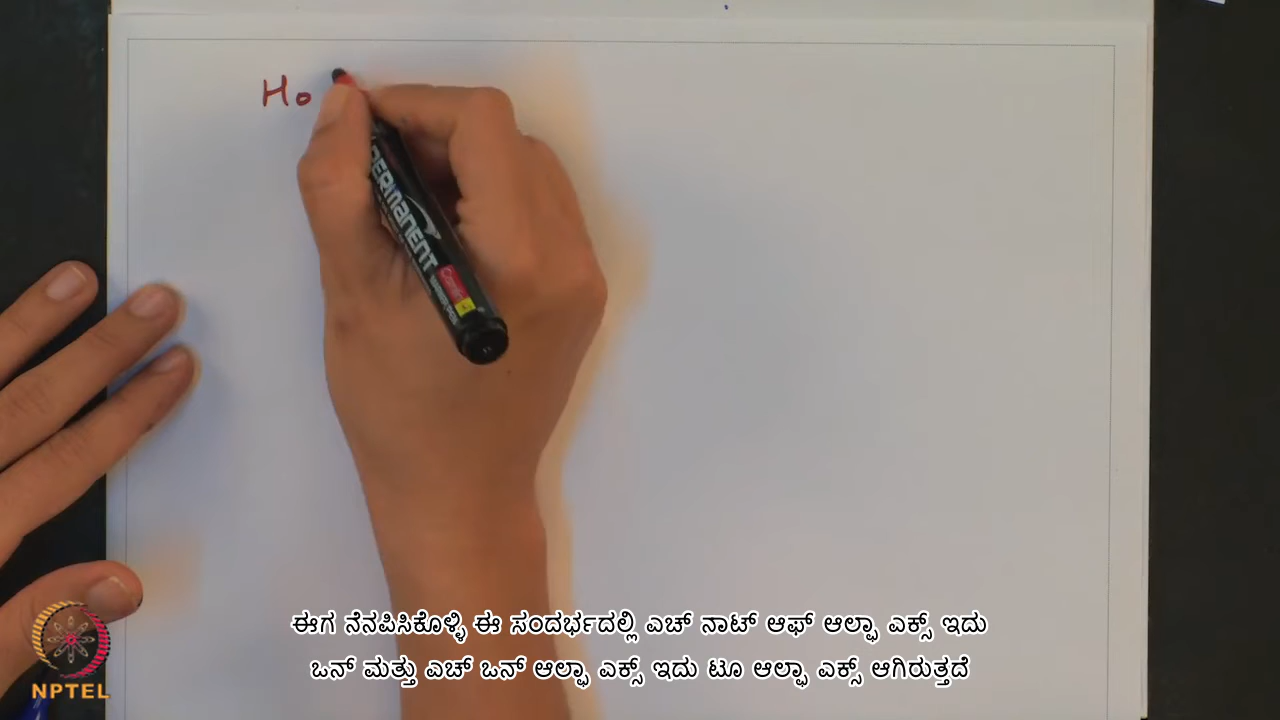 Ho
PERMANENT
ಈಗ ನೆನಪಿಸಿಕೊಳ್ಳಿ ಈ ಸಂದರ್ಭದಲ್ಲಿ ಎಚ್ ನಾಟ್ ಆಫ್ ಆಲ್ಫಾ ಎಕ್ಸ್ ಇದು
ಒನ್ ಮತ್ತು ಎಚ್ ಒನ್ ಆಲ್ಫಾ ಎಕ್ಸ್ ಇದು ಟೂ ಆಲ್ಫಾ ಎಕ್ಸ್ ಆಗಿರುತ್ತದೆ
NPTEL